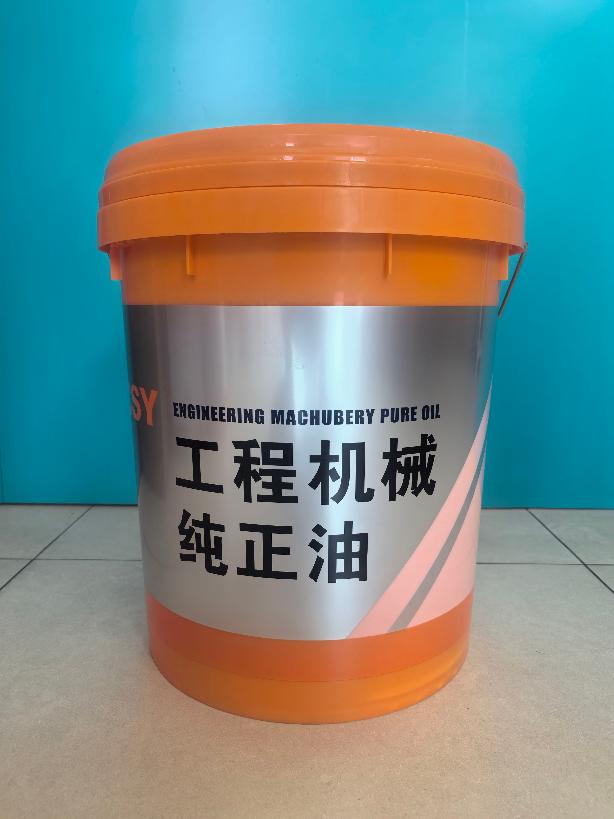 SY
ENGINEERING MACHUBERY PURE OIL
工程机械
纯正油